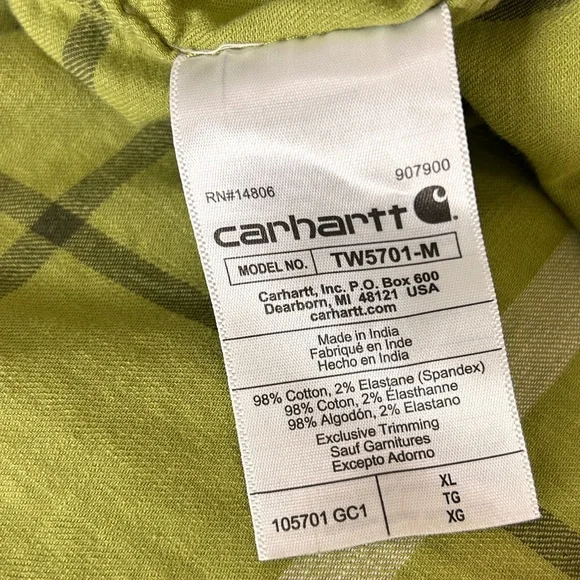 RN#14806 907900
carhartt
MODEL NO. TW5701-M
Carhartt, Inc. P.O. Box 600
Dearborn, MI 48121 USA
carhartt.com
Made in India
Fabriqué en Inde
Hecho en India
98% Cotton, 2% Elastane (Spandex)
98% Coton, 2% Élasthanne
98% Algodón, 2% Elastano
Exclusive Trimming
Sauf Garnitures
Excepto Adorno
105701 GC1
XL
TG
XG